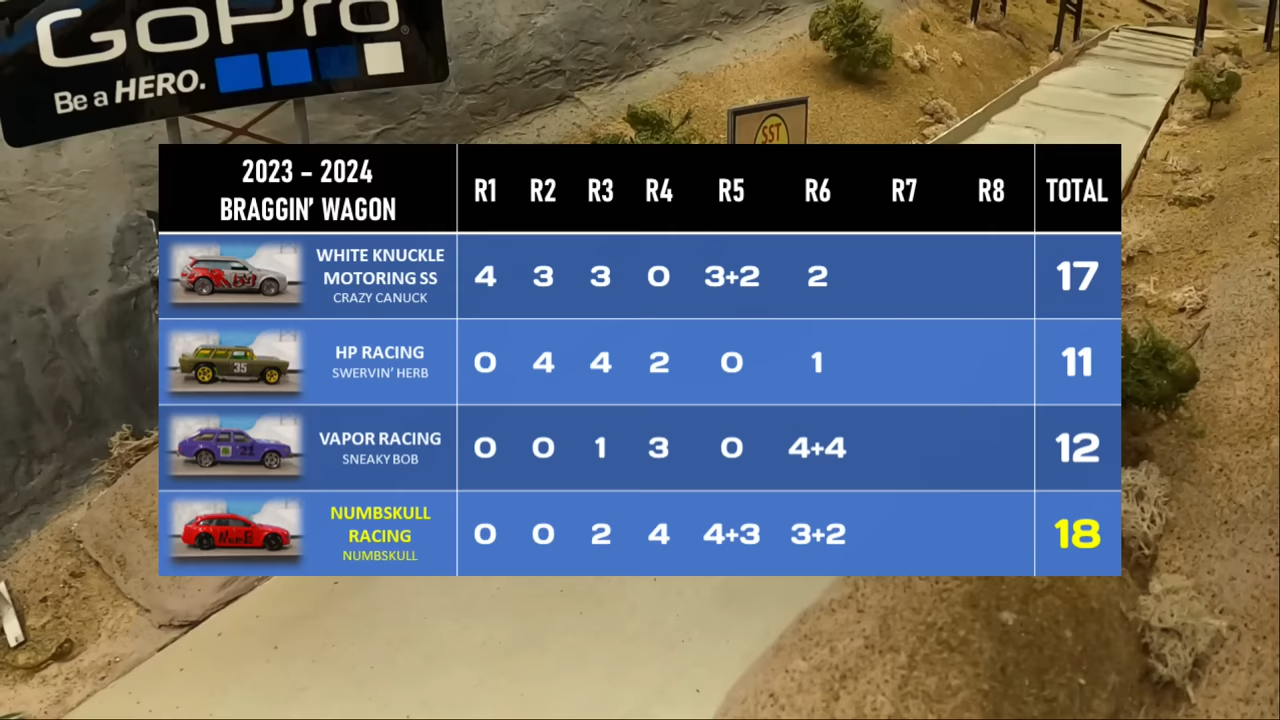 GoPro
Be a HERO.
SST
2023 – 2024
BRAGGIN' WAGON
R1 R2 R3 R4 R5 R6 R7 R8 TOTAL
WHITE KNUCKLE
MOTORING SS
CRAZY CANUCK
4 3 3 0 3+2 2 17
35
HP RACING
SWERVIN' HERB
0 4 4 2 0 1 11
21
VAPOR RACING
SNEAKY BOB
0 0 1 3 0 4+4 12
NUMBSKULL
RACING
NUMBSKULL
0 0 2 4 4+3 3+2 18